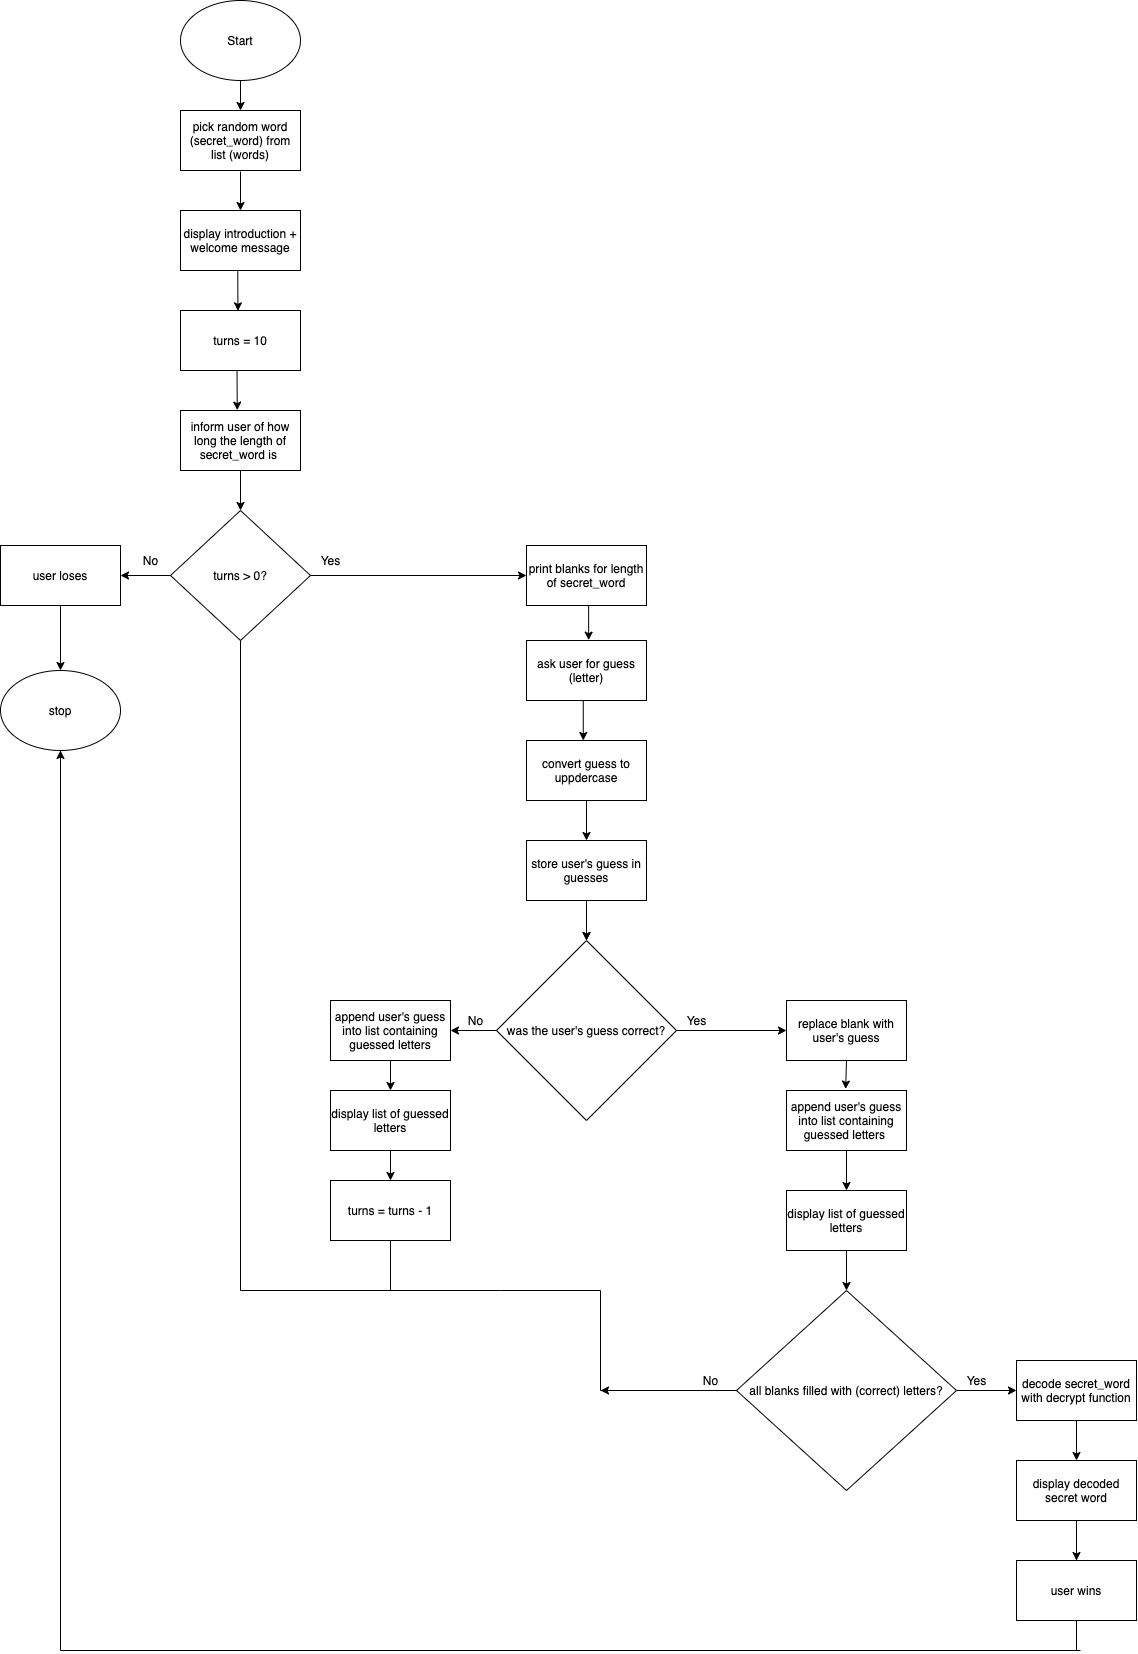 Start
pick random word
(secret_word) from
list (words)
display introduction +
welcome message
turns = 10
inform user of how
long the length of
secret_word is
turns > 0?
No
Yes
user loses
stop
print blanks for length
of secret_word
ask user for guess
(letter)
convert guess to
uppdercase
store user's guess in
guesses
was the user's guess correct?
No
Yes
append user's guess
into list containing
guessed letters
display list of guessed
letters
turns = turns - 1
replace blank with
user's guess
append user's guess
into list containing
guessed letters
display list of guessed
letters
all blanks filled with (correct) letters?
No
Yes
decode secret_word
with decrypt function
display decoded
secret word
user wins